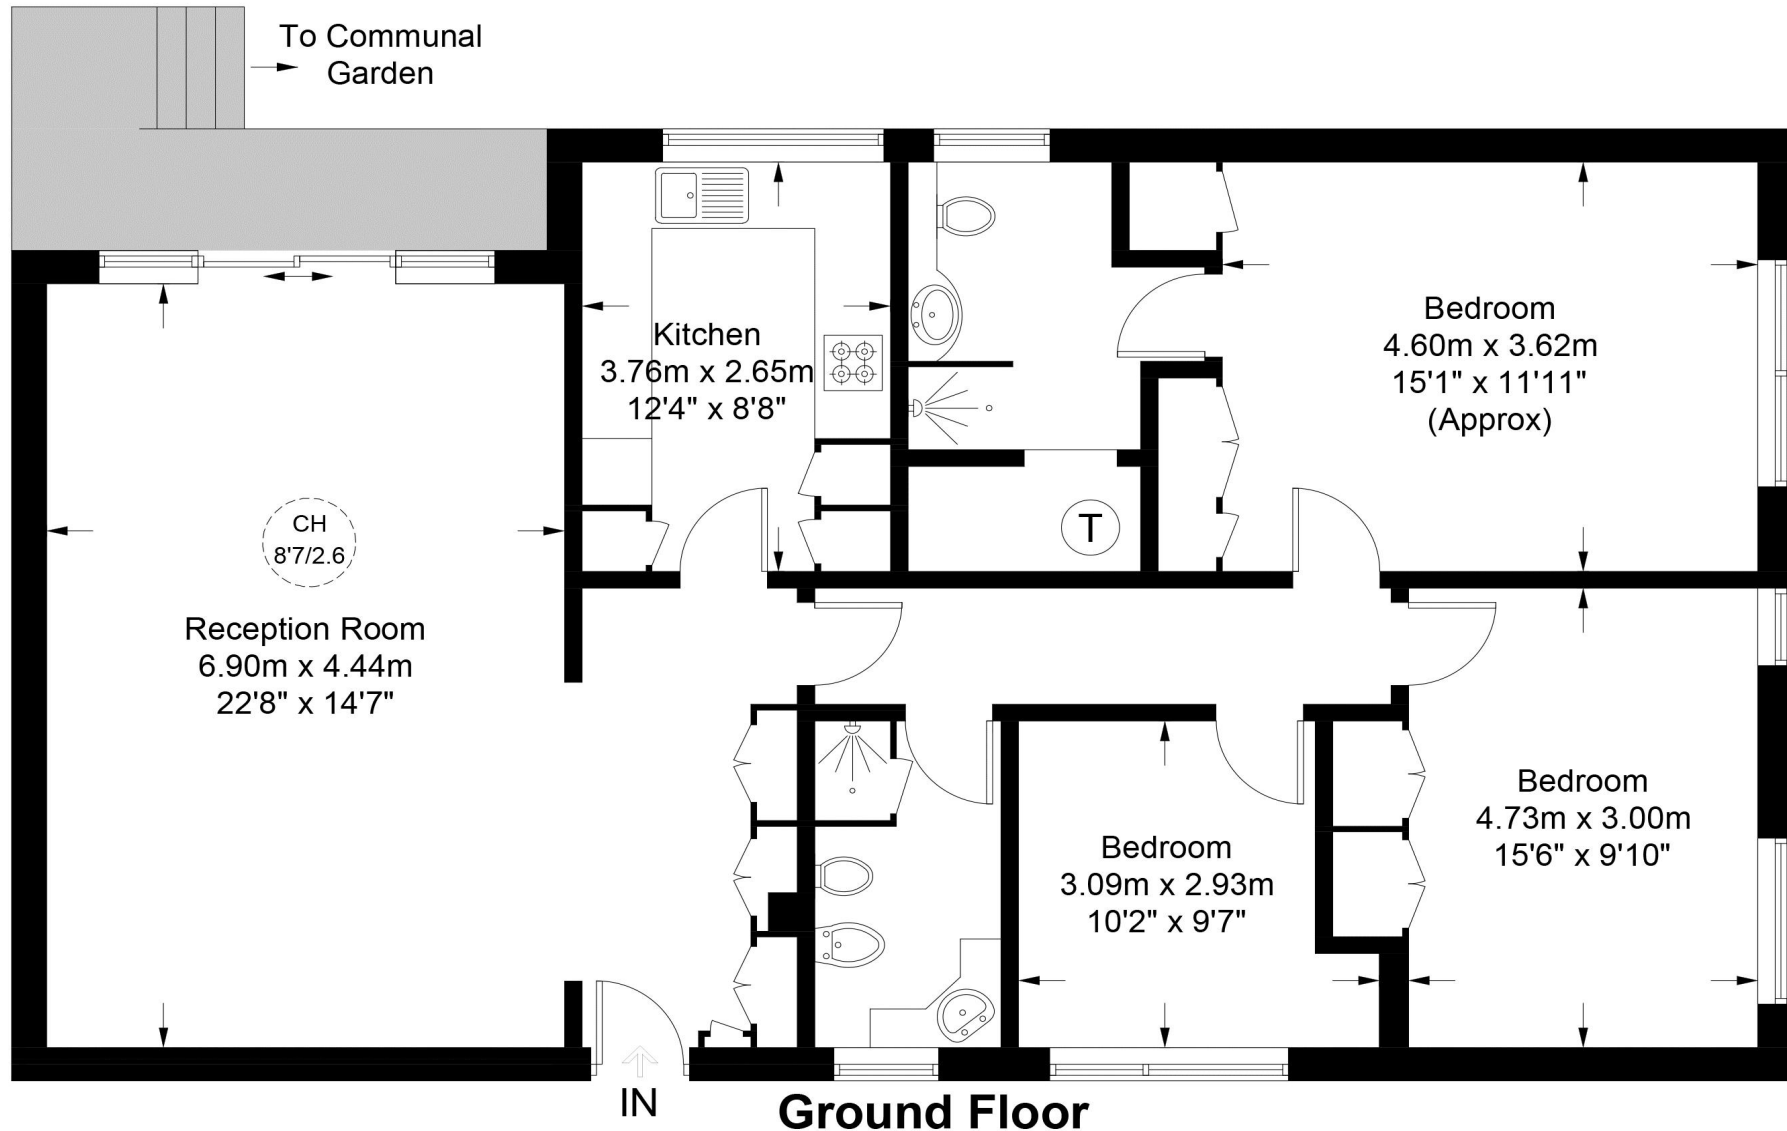 To Communal
Garden
Kitchen
3.76m x 2.65m
12'4" x 8'8"
Bedroom
4.60m x 3.62m
15'1" x 11'11"
(Approx)
CH
8'7/2.6
T
Reception Room
6.90m x 4.44m
22'8" x 14'7"
Bedroom
4.73m x 3.00m
15'6" x 9'10"
Bedroom
3.09m x 2.93m
10'2" x 9'7"
IN
Ground Floor